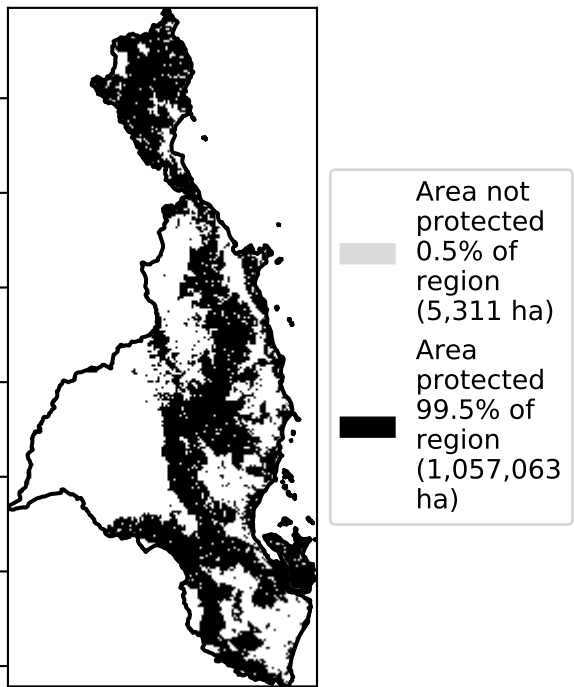 Area not
protected
0.5% of
region
(5,311 ha)
Area
protected
99.5% of
region
(1,057,063
ha)